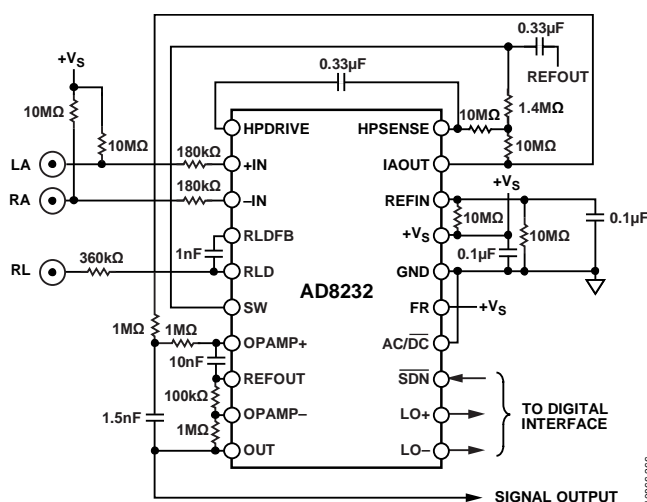 0.33µF
+VS
0.33µF
REFOUT
10MΩ
10MΩ
1.4MΩ
HPDRIVE
HPSENSE
10MΩ
10MΩ
LA
180kΩ
+IN
IAOUT
+VS
RA
180kΩ
–IN
REFIN
10MΩ
0.1µF
RLDFB
+VS
1nF
0.1µF
10MΩ
RL
360kΩ
RLD
GND
AD8232
SW
FR
+VS
1MΩ
1MΩ
OPAMP+
AC/DC
10nF
REFOUT
SDN
100kΩ
1.5nF
OPAMP–
LO+
TO DIGITAL
INTERFACE
1MΩ
OUT
LO–
SIGNAL OUTPUT